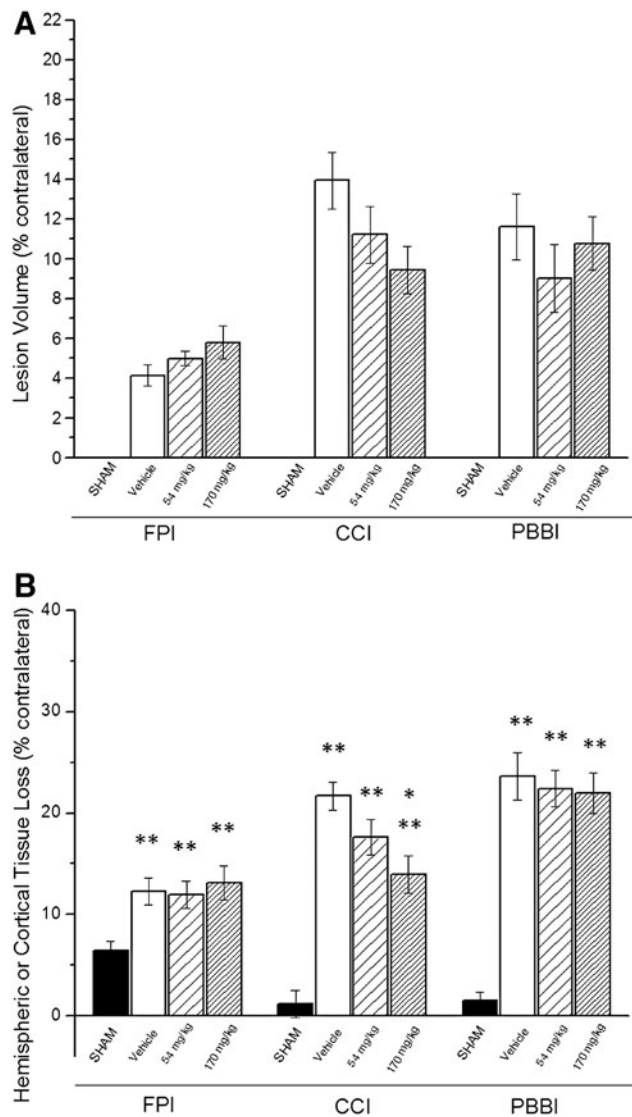 A
Lesion Volume (% contralateral)
22
20
18
16
14
12
10
8
6
4
2
0
SHAM
Vehicle
54 mg/kg
170 mg/kg
SHAM
Vehicle
54 mg/kg
170 mg/kg
SHAM
Vehicle
54 mg/kg
170 mg/kg
FPI
CCI
PBBI
B
Hemispheric or Cortical Tissue Loss (% contralateral)
40
30
20
10
0
**
**
**
**
**
*
**
**
**
**
SHAM
Vehicle
54 mg/kg
170 mg/kg
SHAM
Vehicle
54 mg/kg
170 mg/kg
SHAM
Vehicle
54 mg/kg
170 mg/kg
FPI
CCI
PBBI